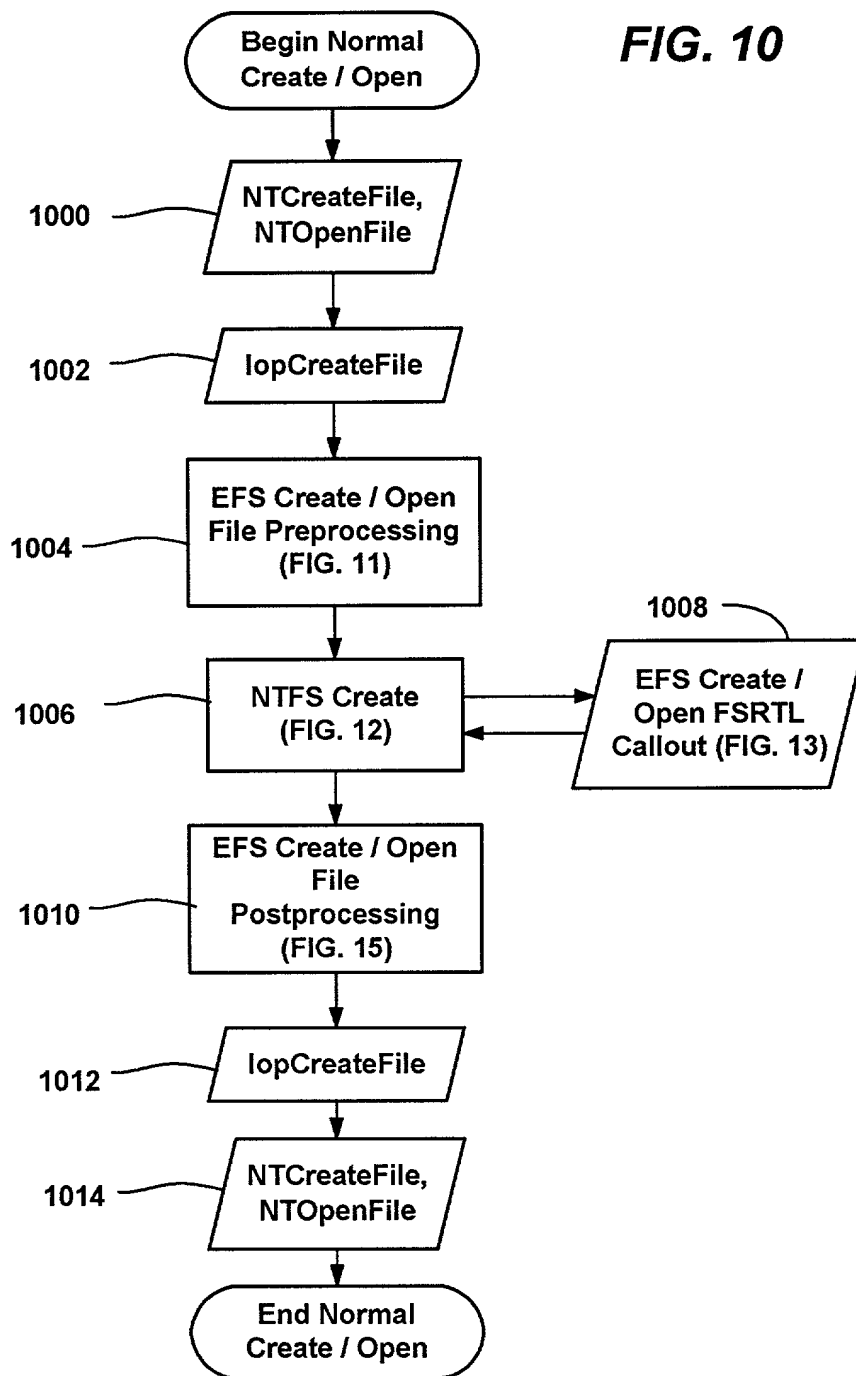 FIG. 10
Begin Normal
Create / Open
1000
NTCreateFile,
NTOpenFile
1002
IopCreateFile
1004
EFS Create / Open
File Preprocessing
(FIG. 11)
1006
NTFS Create
(FIG. 12)
1008
EFS Create /
Open FSRTL
Callout (FIG. 13)
1010
EFS Create / Open
File
Postprocessing
(FIG. 15)
1012
IopCreateFile
1014
NTCreateFile,
NTOpenFile
End Normal
Create / Open